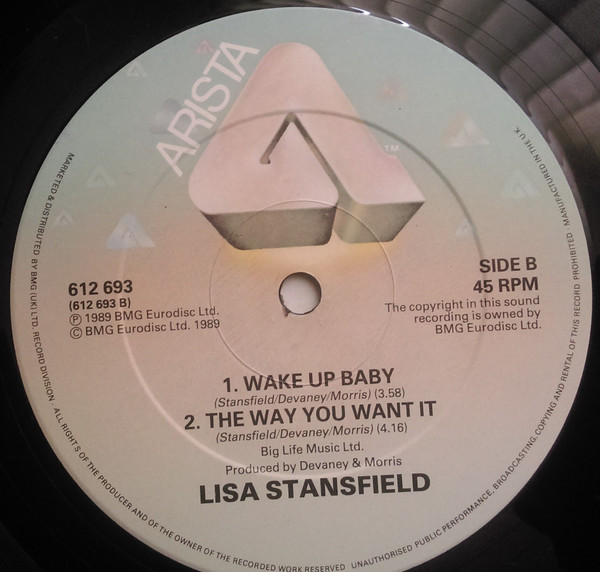 ARISTA
TM
612 693
(612 693 B)
Ⓟ 1989 BMG Eurodisc Ltd.
© BMG Eurodisc Ltd. 1989
SIDE B
45 RPM
The copyright in this sound
recording is owned by
BMG Eurodisc Ltd.
1. WAKE UP BABY
(Stansfield/Devaney/Morris) (3.58)
2. THE WAY YOU WANT IT
(Stansfield/Devaney/Morris) (4.16)
Big Life Music Ltd.
Produced by Devaney & Morris
LISA STANSFIELD
MARKETED & DISTRIBUTED BY BMG (UK) LTD. RECORD DIVISION · ALL RIGHTS OF THE PRODUCER AND OF THE OWNER OF THE RECORDED WORK RESERVED UNAUTHORISED PUBLIC PERFORMANCE, BROADCASTING, COPYING AND RENTAL OF THIS RECORD PROHIBITED MANUFACTURED IN THE U.K.